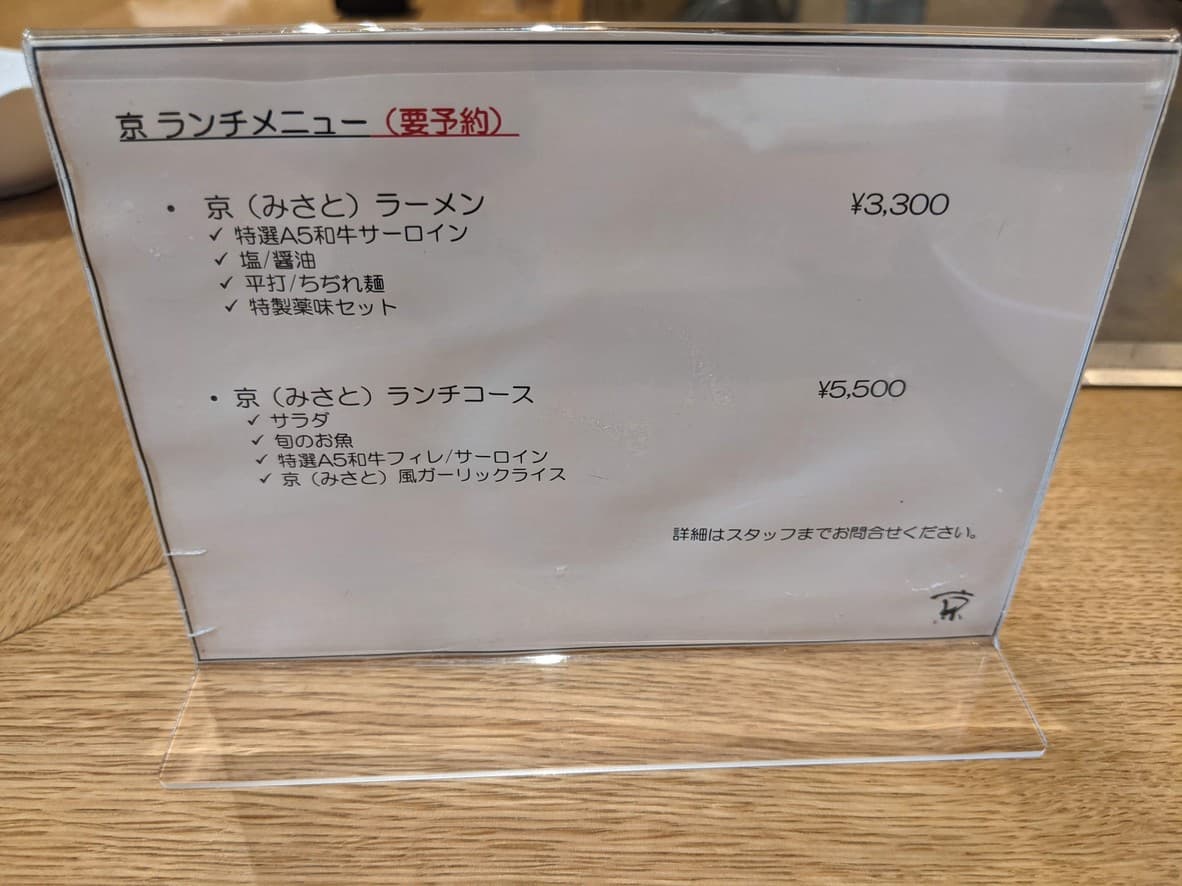 京 ランチメニュー（要予約）
• 京（みさと）ラーメン ¥3,300
✓ 特選A5和牛サーロイン
✓ 塩/醤油
✓ 平打/ちぢれ麺
✓ 特製薬味セット
• 京（みさと）ランチコース ¥5,500
✓ サラダ
✓ 旬のお魚
✓ 特選A5和牛フィレ/サーロイン
✓ 京（みさと）風ガーリックライス
詳細はスタッフまでお問合せください。
京